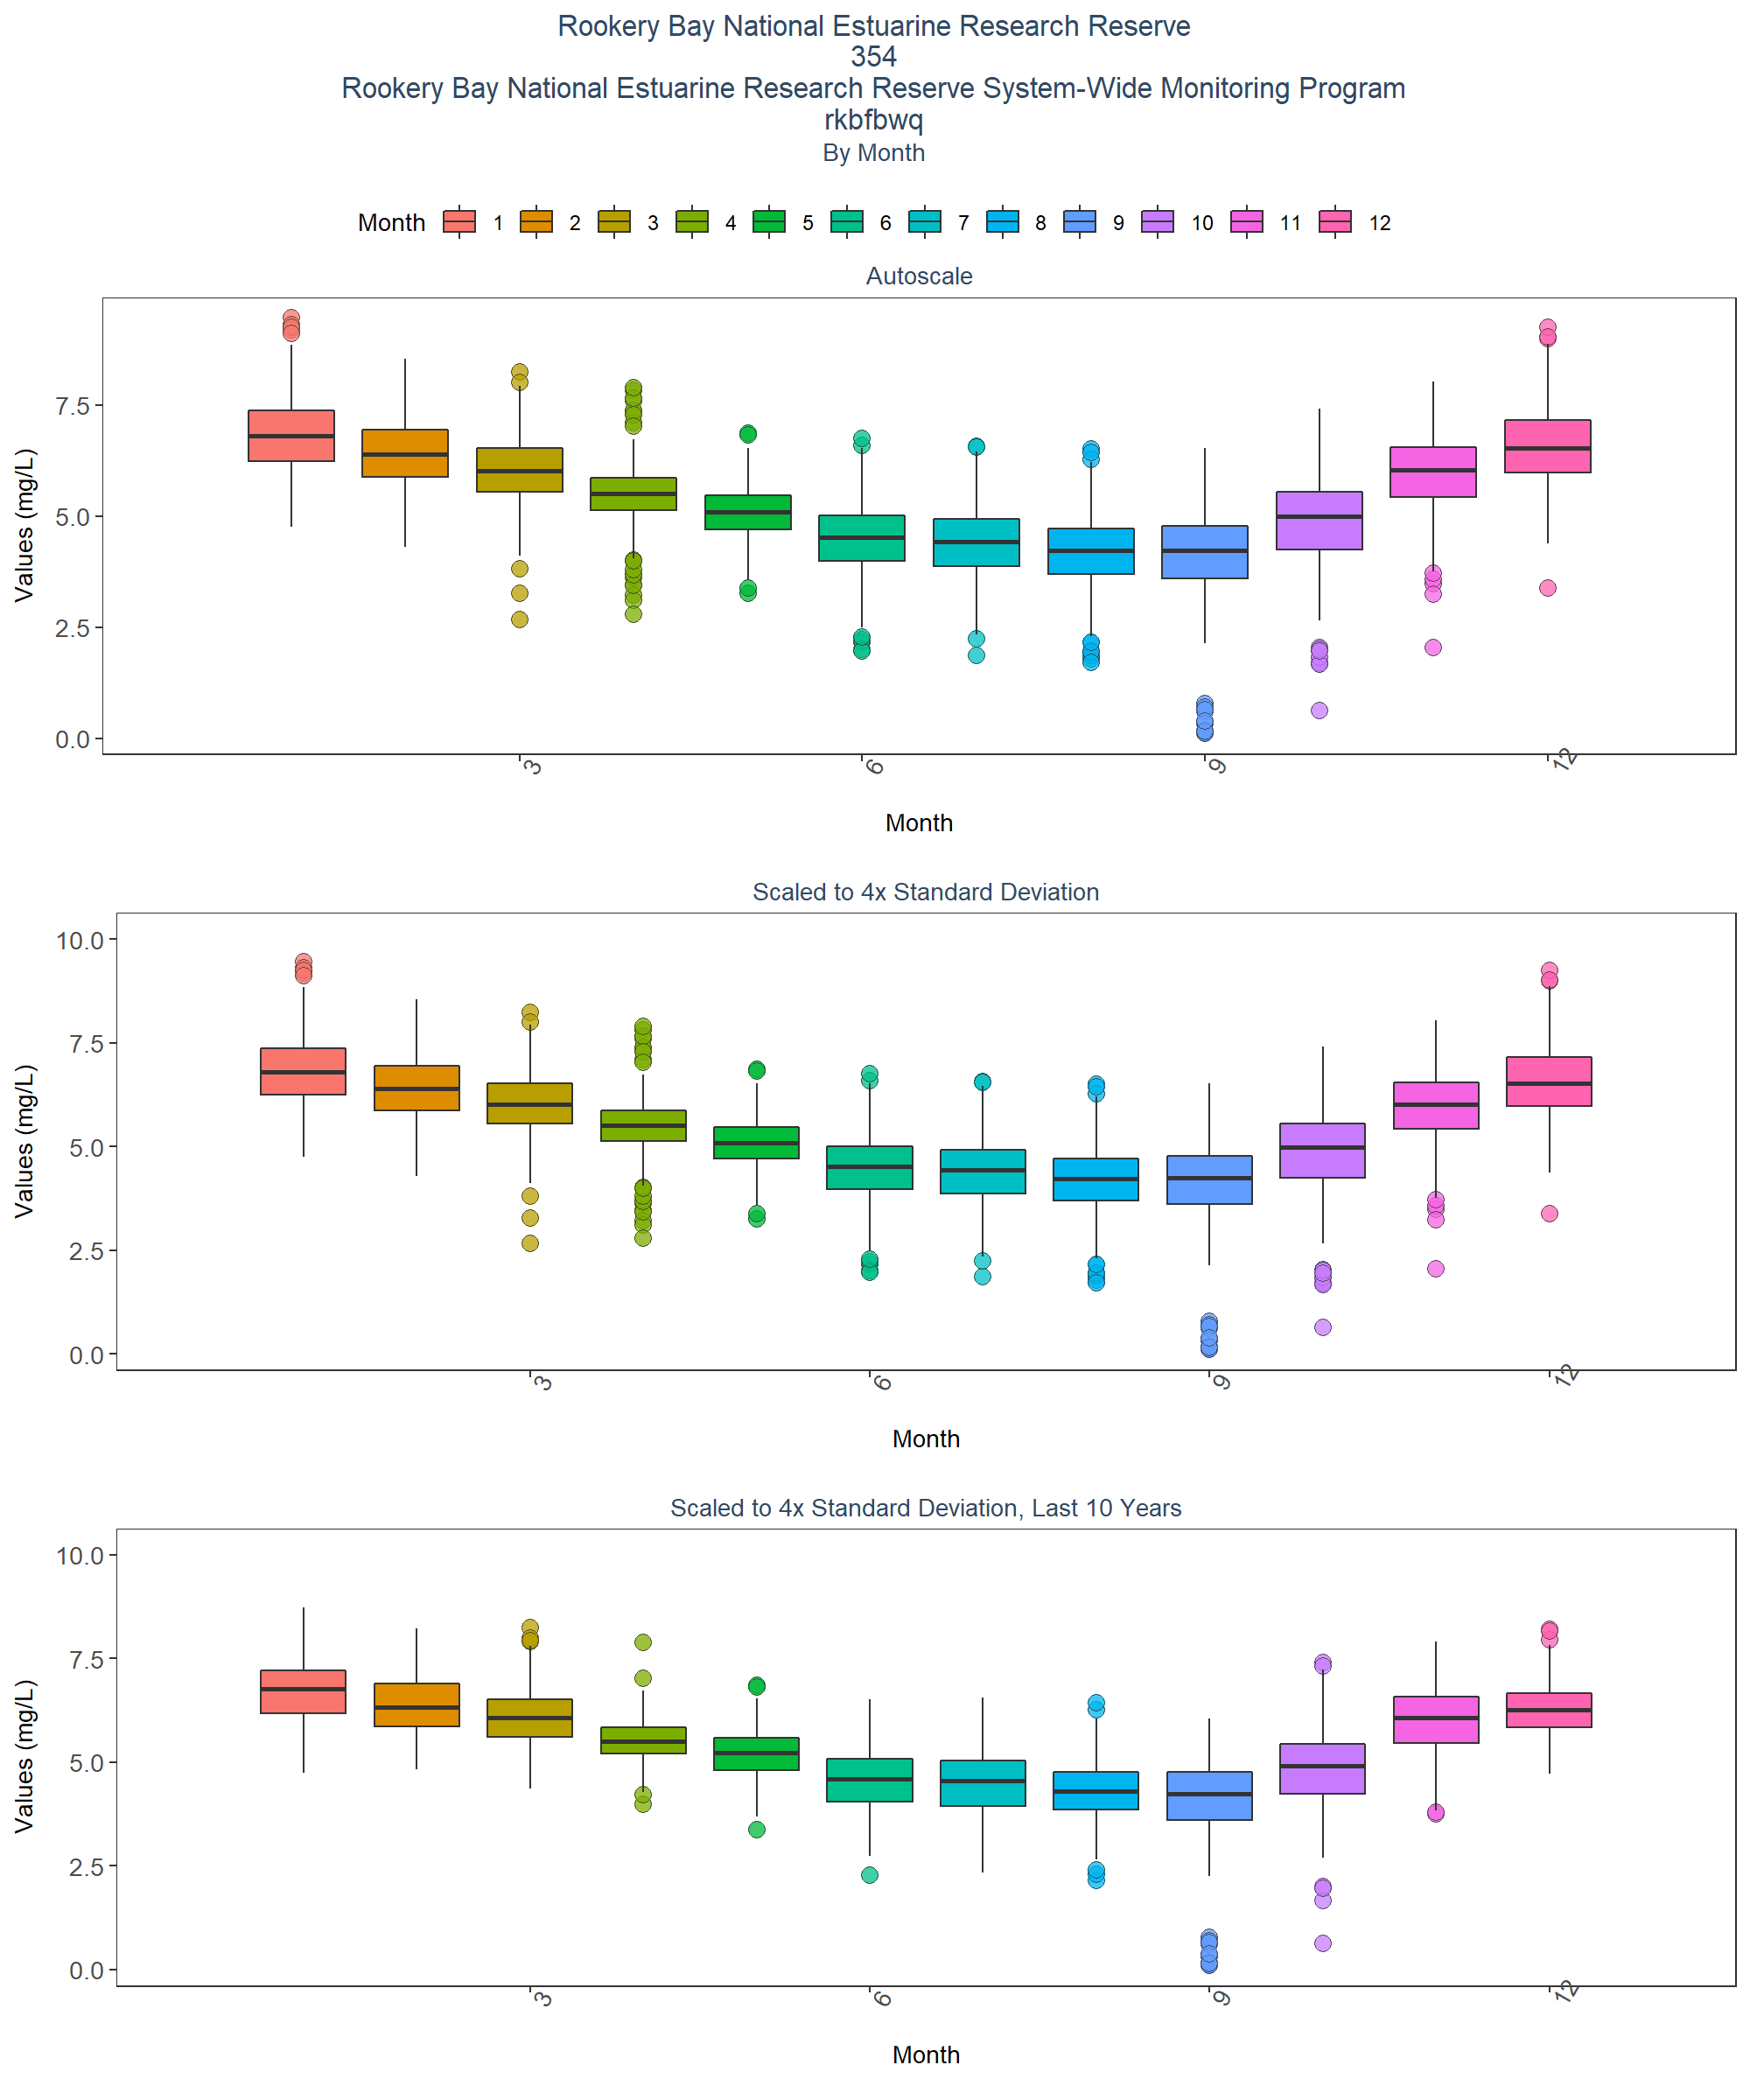 Rookery Bay National Estuarine Research Reserve
354
Rookery Bay National Estuarine Research Reserve System-Wide Monitoring Program
rkbfbwq
By Month
Month 1 2 3 4 5 6 7 8 9 10 11 12
Autoscale
Values (mg/L)
7.5
5.0
2.5
0.0
3 6 9 12
Month
Scaled to 4x Standard Deviation
Values (mg/L)
10.0
7.5
5.0
2.5
0.0
3 6 9 12
Month
Scaled to 4x Standard Deviation, Last 10 Years
Values (mg/L)
10.0
7.5
5.0
2.5
0.0
3 6 9 12
Month